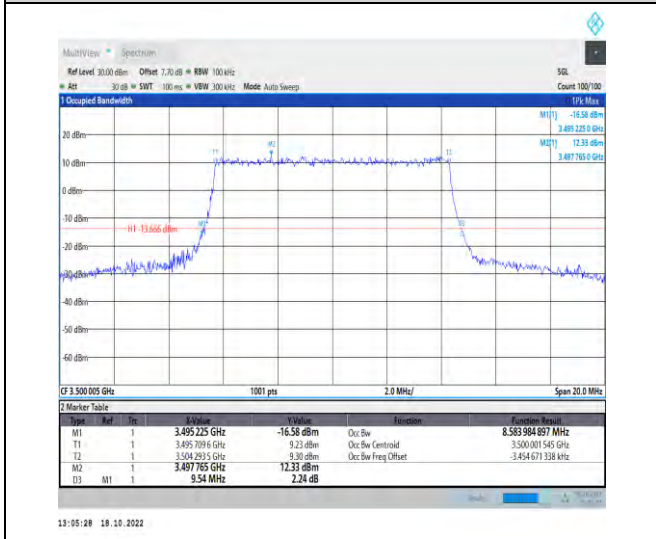 MultiView Spectrum
Ref Level 30.00 dBm Offset 7.70 dB RBW 100 kHz SGL
Att 30 dB SWT 100 ms VBW 300 kHz Mode Auto Sweep Count 100/100
1 Occupied Bandwidth 1Pk Max
M1[1] -16.58 dBm
3.495 225 0 GHz
M2[1] 12.33 dBm
3.497 765 0 GHz
20 dBm
M2
T1 T2
10 dBm
0 dBm
-10 dBm
M1 D3
H1 -13.666 dBm
-20 dBm
-30 dBm
-40 dBm
-50 dBm
-60 dBm
CF 3.500 005 GHz 1001 pts 2.0 MHz/ Span 20.0 MHz
2 Marker Table
Type Ref Trc X-Value Y-Value Function Function Result
M1 1 3.495 225 GHz -16.58 dBm Occ Bw 8.583 984 897 MHz
T1 1 3.495 709 6 GHz 9.23 dBm Occ Bw Centroid 3.500 001 545 GHz
T2 1 3.504 293 5 GHz 9.30 dBm Occ Bw Freq Offset -3.454 671 338 kHz
M2 1 3.497 765 GHz 12.33 dBm
D3 M1 1 9.54 MHz 2.24 dB
13:05:28 18.10.2022